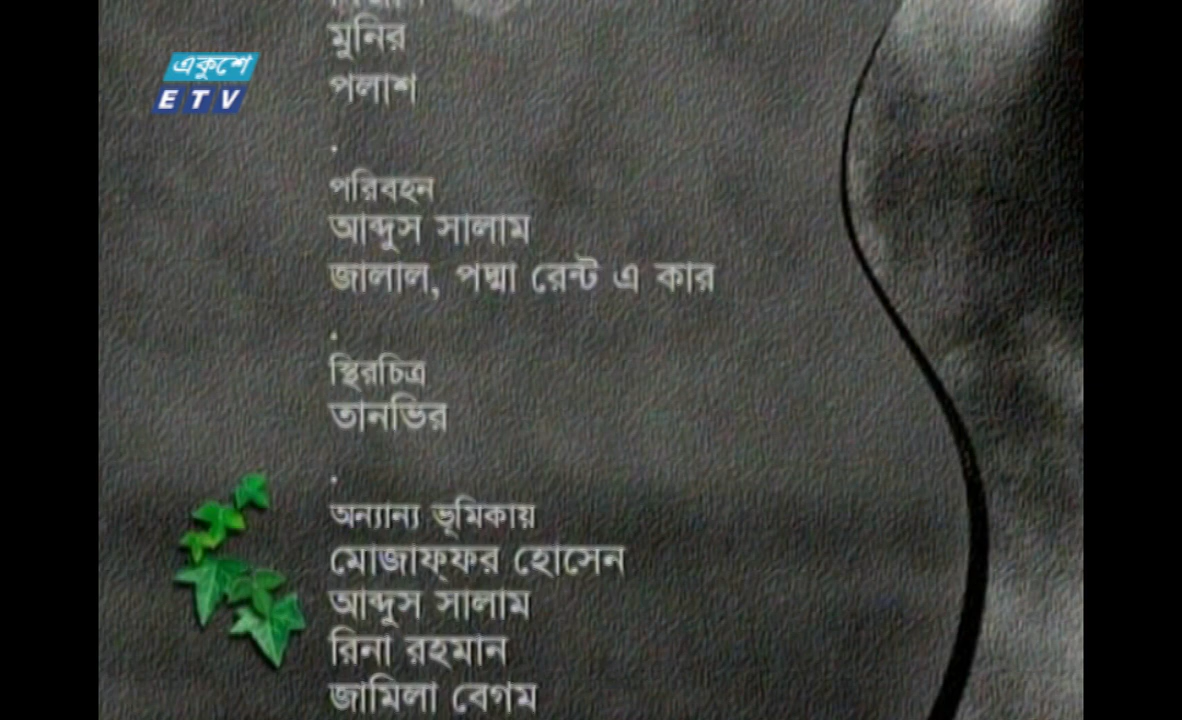 মুনির
একুশে
ETV
পলাশ
.
পরিবহন
আব্দুস সালাম
জালাল, পদ্মা রেন্ট এ কার
.
স্থিরচিত্র
তানভির
.
অন্যান্য ভূমিকায়
মোজাফ্ফর হোসেন
আব্দুস সালাম
রিনা রহমান
জামিলা বেগম